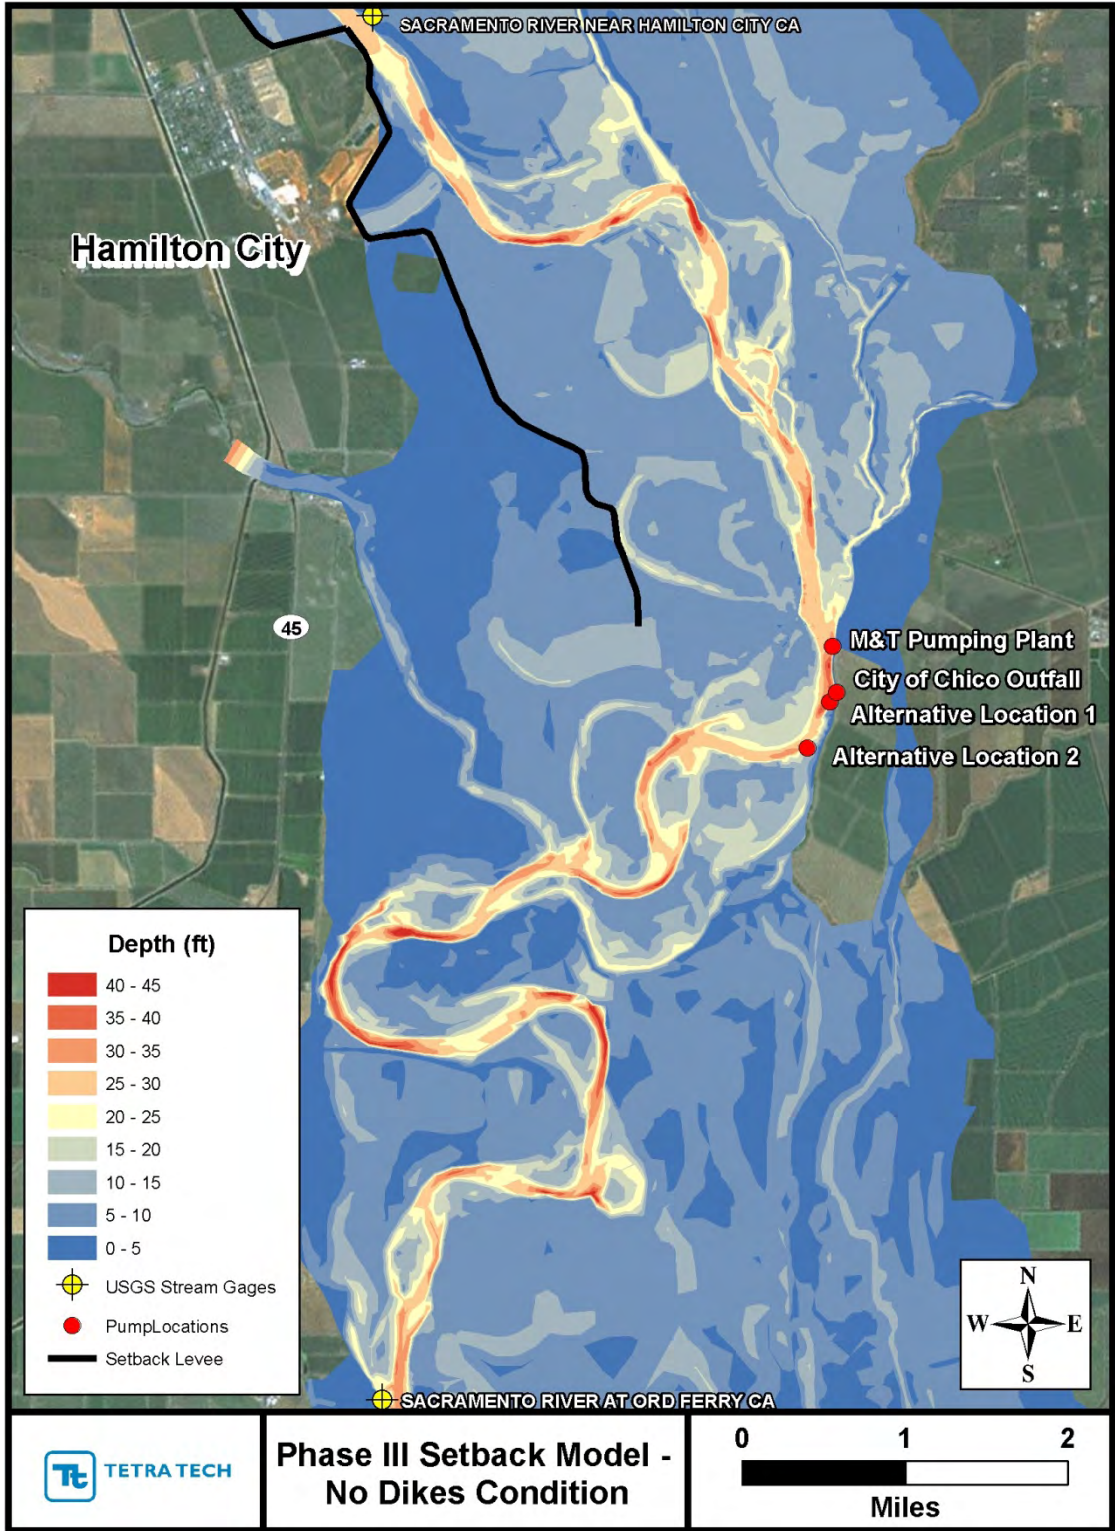 SACRAMENTO RIVER NEAR HAMILTON CITY CA
Hamilton City
45
M&T Pumping Plant
City of Chico Outfall
Alternative Location 1
Alternative Location 2
Depth (ft)
40 - 45
35 - 40
30 - 35
25 - 30
20 - 25
15 - 20
10 - 15
5 - 10
0 - 5
USGS Stream Gages
PumpLocations
Setback Levee
N
W E
S
SACRAMENTO RIVER AT ORD FERRY CA
Tt TETRA TECH
Phase III Setback Model -
No Dikes Condition
0 1 2
Miles